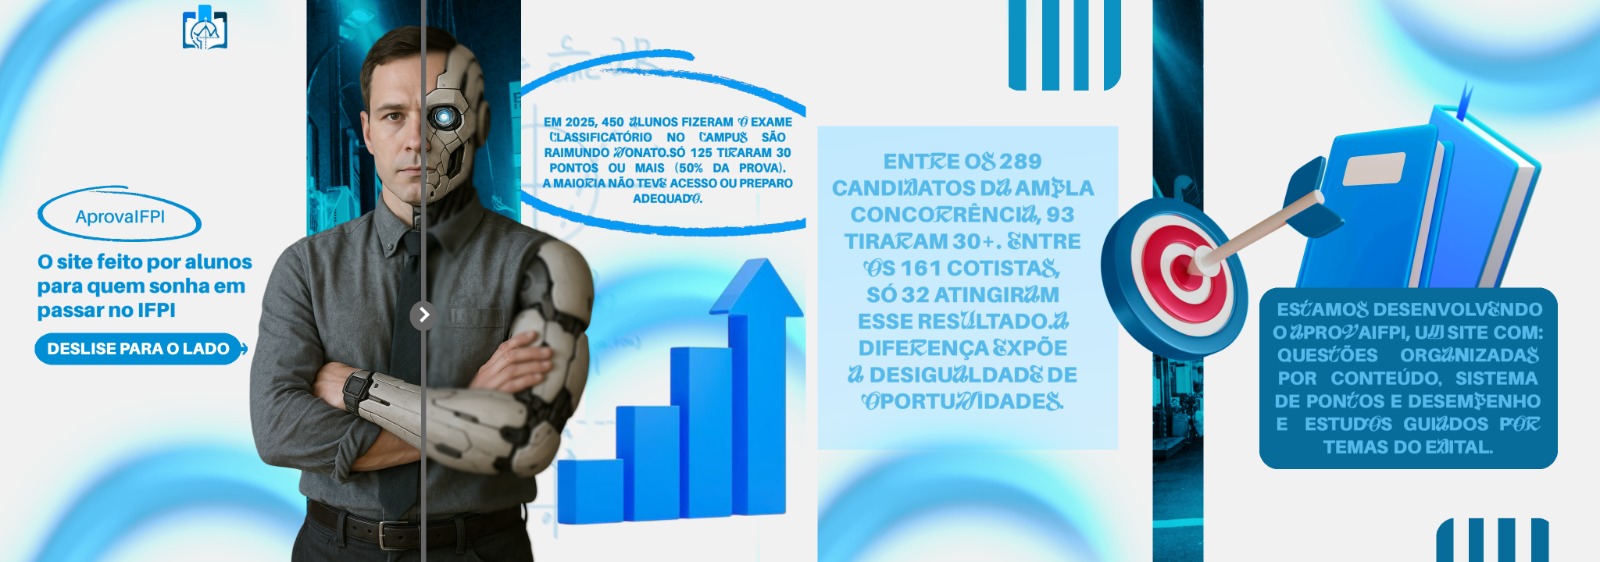 AprovaIFPI
O site feito por alunos
para quem sonha em
passar no IFPI
DESLISE PARA O LADO
EM 2025, 450 ALUNOS FIZERAM O EXAME
CLASSIFICATÓRIO NO CAMPUS SÃO
RAIMUNDO NONATO.SÓ 125 TIRARAM 30
PONTOS OU MAIS (50% DA PROVA).
A MAIORIA NÃO TEVE ACESSO OU PREPARO
ADEQUADO.
ENTRE OS 289
CANDIDATOS DA AMPLA
CONCORRÊNCIA, 93
TIRARAM 30+. ENTRE
OS 161 COTISTAS,
SÓ 32 ATINGIRAM
ESSE RESULTADO.A
DIFERENÇA EXPÕE
A DESIGUALDADE DE
OPORTUNIDADES.
ESTAMOS DESENVOLVENDO
O APROVAIFPI, UM SITE COM:
QUESTÕES ORGANIZADAS
POR CONTEÚDO, SISTEMA
DE PONTOS E DESEMPENHO
E ESTUDOS GUIADOS POR
TEMAS DO EDITAL.